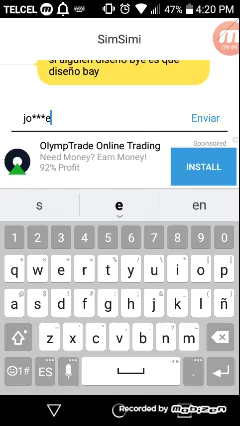 TELCEL 47% 4:20 PM
SimSimi
si alguien diseño bye es que
diseño bay
jo***e Enviar
Sponsored
OlympTrade Online Trading
Need Money? Earn Money!
92% Profit
INSTALL
s e en
1 2 3 4 5 6 7 8 9 0
q w e r t y u i o p
a s d f g h j k l ñ
z x c v b n m
☺1# ES . 
Recorded by Mobizen